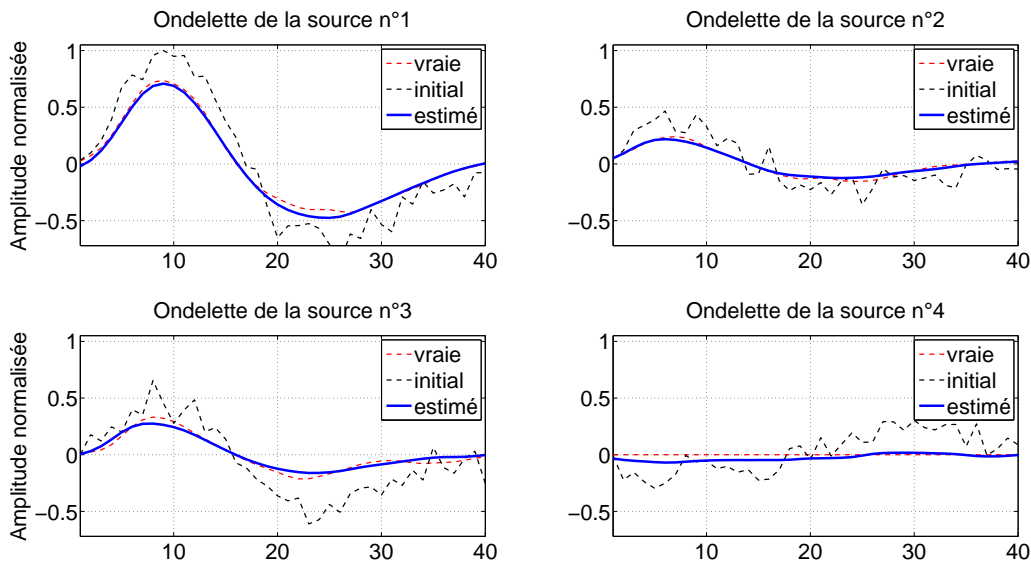 Ondelette de la source n°1
Amplitude normalisée
1
0.5
0
−0.5
10
20
30
40
vraie
initial
estimé
Ondelette de la source n°2
1
0.5
0
−0.5
10
20
30
40
vraie
initial
estimé
Ondelette de la source n°3
Amplitude normalisée
1
0.5
0
−0.5
10
20
30
40
vraie
initial
estimé
Ondelette de la source n°4
1
0.5
0
−0.5
10
20
30
40
vraie
initial
estimé